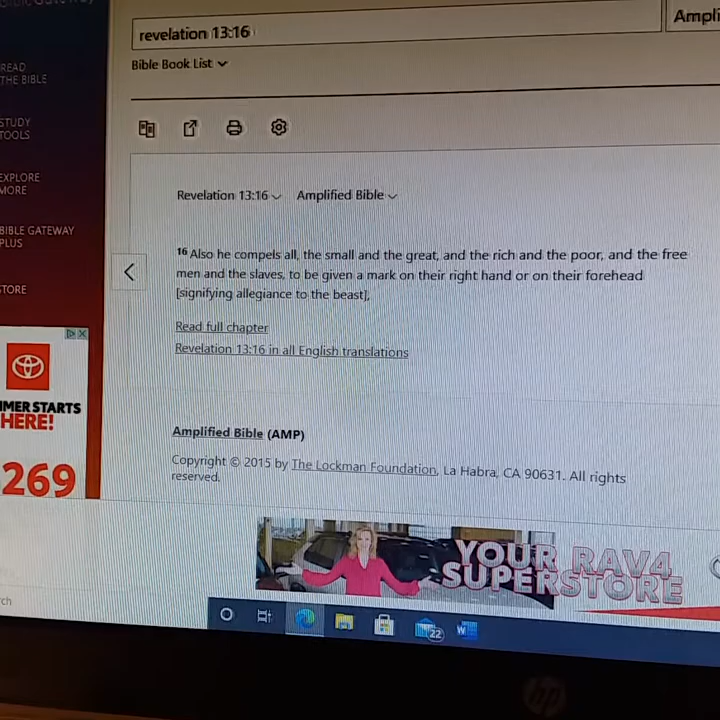 revelation 13:16
Bible Book List
READ
THE BIBLE
STUDY
TOOLS
EXPLORE
MORE
BIBLE GATEWAY
PLUS
STORE
Revelation 13:16 Amplified Bible
16 Also he compels all, the small and the great, and the rich and the poor, and the free
men and the slaves, to be given a mark on their right hand or on their forehead
[signifying allegiance to the beast],
Read full chapter
Revelation 13:16 in all English translations
Amplified Bible (AMP)
Copyright © 2015 by The Lockman Foundation, La Habra, CA 90631. All rights
reserved.
STARTS
HERE!
269
YOUR RAV4
SUPERSTORE
22
W
hp